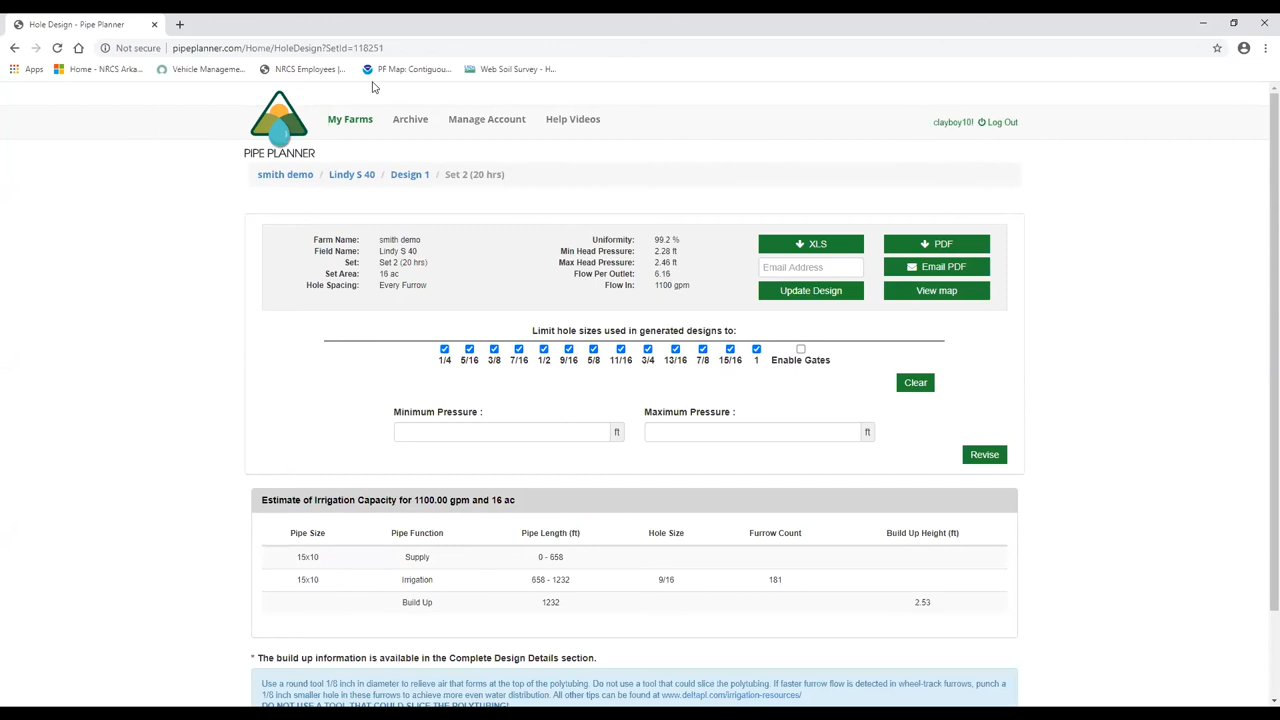 Hole Design - Pipe Planner
Not secure pipeplanner.com/Home/HoleDesign?SetId=118251
Apps Home - NRCS Arka... Vehicle Manageme... NRCS Employees |... PF Map: Contiguou... Web Soil Survey - H...
PIPE PLANNER
My Farms Archive Manage Account Help Videos
clayboy10! Log Out
smith demo / Lindy S 40 / Design 1 / Set 2 (20 hrs)
Farm Name: smith demo Uniformity: 99.2 % XLS PDF
Field Name: Lindy S 40 Min Head Pressure: 2.28 ft
Set: Set 2 (20 hrs) Max Head Pressure: 2.46 ft Email Address Email PDF
Set Area: 16 ac Flow Per Outlet: 6.16
Hole Spacing: Every Furrow Flow In: 1100 gpm Update Design View map
Limit hole sizes used in generated designs to:
1/4 5/16 3/8 7/16 1/2 9/16 5/8 11/16 3/4 13/16 7/8 15/16 1 Enable Gates
Clear
Minimum Pressure : Maximum Pressure :
ft ft
Revise
Estimate of Irrigation Capacity for 1100.00 gpm and 16 ac
Pipe Size Pipe Function Pipe Length (ft) Hole Size Furrow Count Build Up Height (ft)
15x10 Supply 0 - 658
15x10 Irrigation 658 - 1232 9/16 181
Build Up 1232 2.53
* The build up information is available in the Complete Design Details section.
Use a round tool 1/8 inch in diameter to relieve air that forms at the top of the polytubing. Do not use a tool that could slice the polytubing. If faster furrow flow is detected in wheel-track furrows, punch a
1/8 inch smaller hole in these furrows to achieve more even water distribution. All other tips can be found at www.deltapl.com/irrigation-resources/
DO NOT USE A TOOL THAT COULD SLICE THE POLYTUBING!